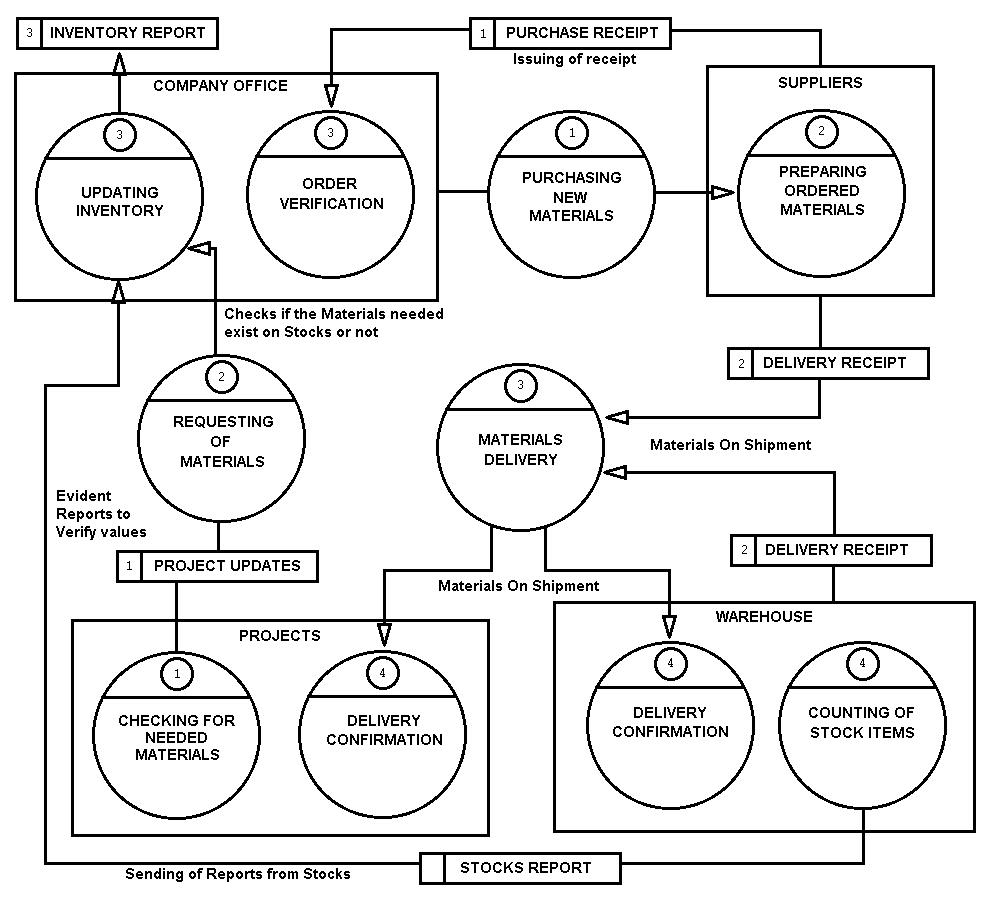 3 INVENTORY REPORT
1 PURCHASE RECEIPT
Issuing of receipt
COMPANY OFFICE
SUPPLIERS
3
UPDATING
INVENTORY
3
ORDER
VERIFICATION
1
PURCHASING
NEW
MATERIALS
2
PREPARING
ORDERED
MATERIALS
Checks if the Materials needed
exist on Stocks or not
2 DELIVERY RECEIPT
2
REQUESTING
OF
MATERIALS
3
MATERIALS
DELIVERY
Materials On Shipment
Evident
Reports to
Verify values
2 DELIVERY RECEIPT
1 PROJECT UPDATES
Materials On Shipment
PROJECTS
WAREHOUSE
1
CHECKING FOR
NEEDED
MATERIALS
4
DELIVERY
CONFIRMATION
4
DELIVERY
CONFIRMATION
4
COUNTING OF
STOCK ITEMS
STOCKS REPORT
Sending of Reports from Stocks